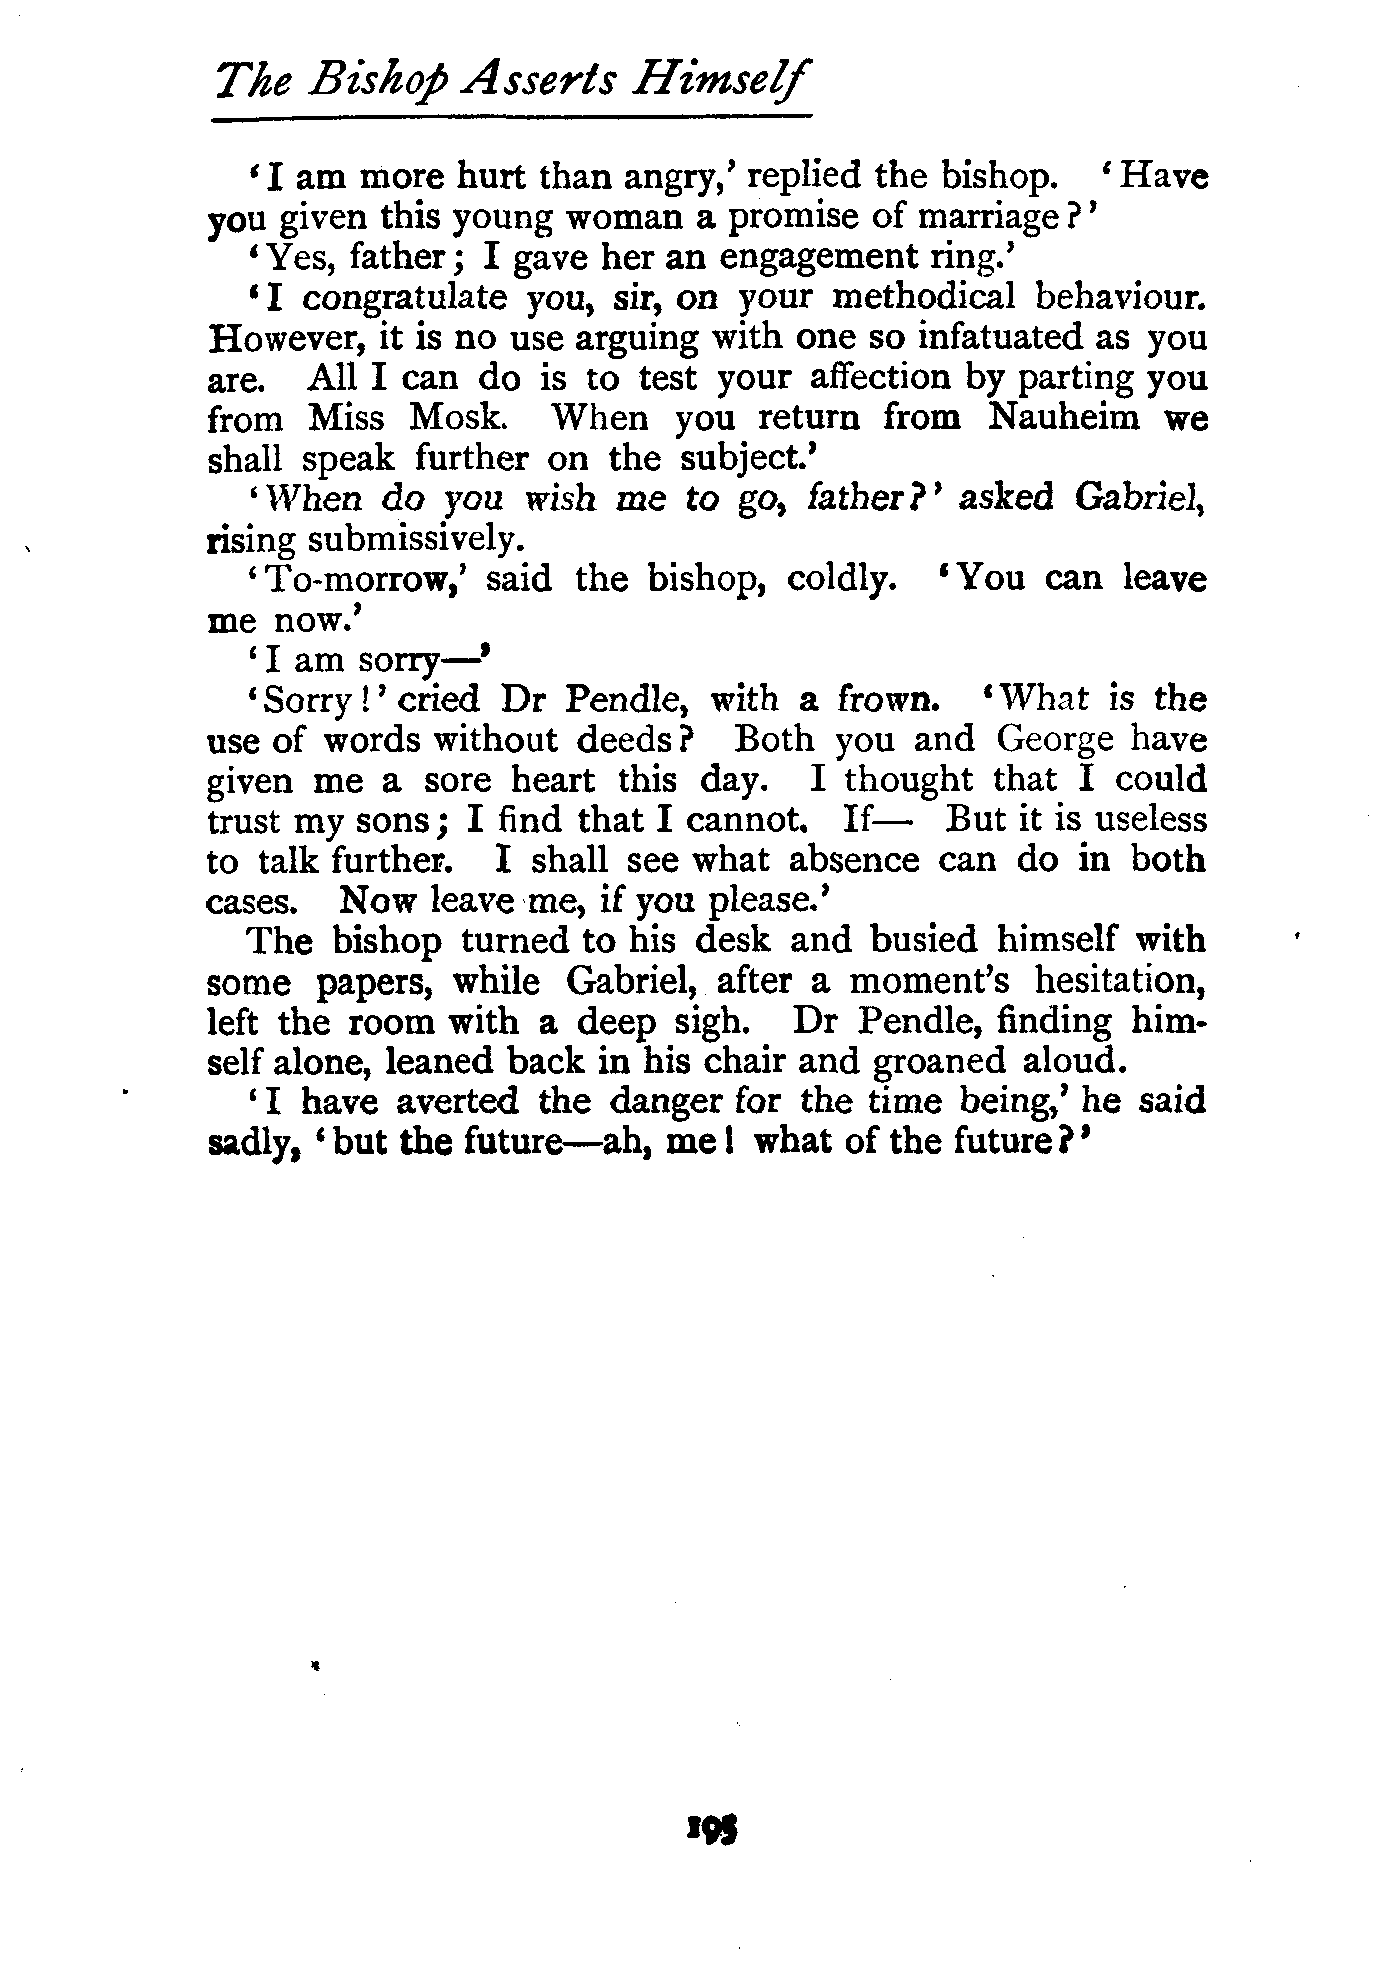 The Bishop Asserts Himself
‘I am more hurt than angry,’ replied the bishop. ‘Have
you given this young woman a promise of marriage?’
‘Yes, father; I gave her an engagement ring.’
‘I congratulate you, sir, on your methodical behaviour.
However, it is no use arguing with one so infatuated as you
are. All I can do is to test your affection by parting you
from Miss Mosk. When you return from Nauheim we
shall speak further on the subject.’
‘When do you wish me to go, father?’ asked Gabriel,
rising submissively.
‘To-morrow,’ said the bishop, coldly. ‘You can leave
me now.’
‘I am sorry—’
‘Sorry!’ cried Dr Pendle, with a frown. ‘What is the
use of words without deeds? Both you and George have
given me a sore heart this day. I thought that I could
trust my sons; I find that I cannot. If— But it is useless
to talk further. I shall see what absence can do in both
cases. Now leave me, if you please.’
The bishop turned to his desk and busied himself with
some papers, while Gabriel, after a moment's hesitation,
left the room with a deep sigh. Dr Pendle, finding him-
self alone, leaned back in his chair and groaned aloud.
‘I have averted the danger for the time being,’ he said
sadly, ‘but the future—ah, me! what of the future?’
195